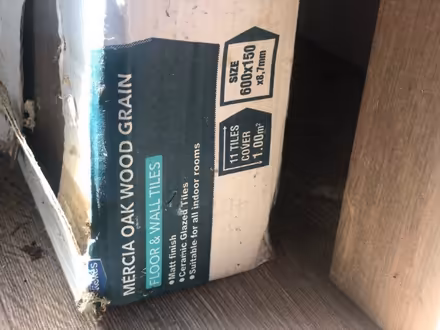 MERCIA OAK WOOD GRAIN
FLOOR & WALL TILES
• Matt finish
• Ceramic Glazed Tiles
• Suitable for all indoor rooms
SIZE
600x150
x8,7mm
11 TILES
COVER
1.00m²